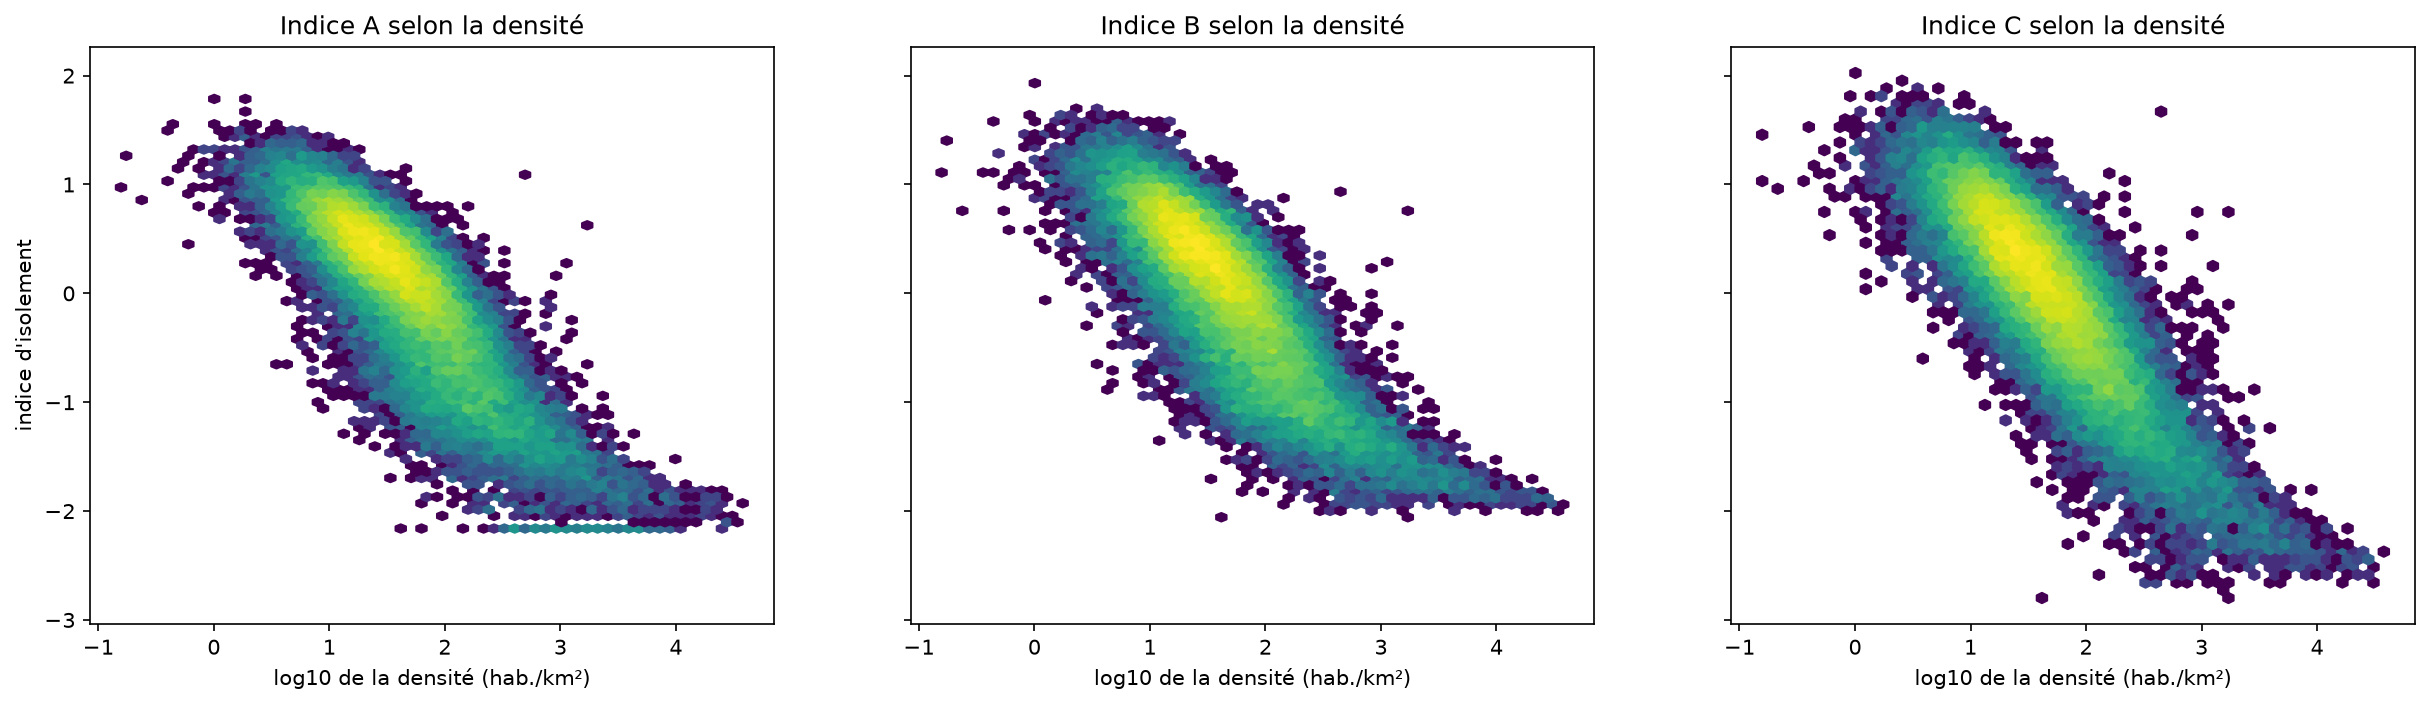 Indice A selon la densité
Indice B selon la densité
Indice C selon la densité
indice d'isolement
2
1
0
−1
−2
−3
−1 0 1 2 3 4
−1 0 1 2 3 4
−1 0 1 2 3 4
log10 de la densité (hab./km²)
log10 de la densité (hab./km²)
log10 de la densité (hab./km²)